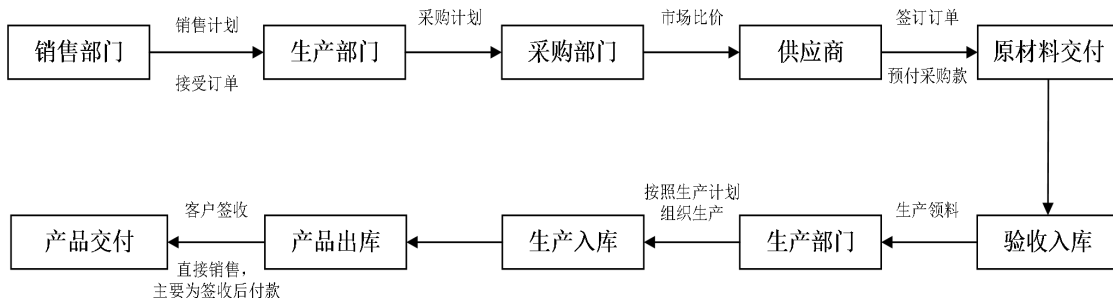 销售部门
销售计划
接受订单
生产部门
采购计划
采购部门
市场比价
供应商
签订订单
预付采购款
原材料交付
验收入库
生产领料
生产部门
按照生产计划
组织生产
生产入库
产品出库
客户签收
直接销售，
主要为签收后付款
产品交付